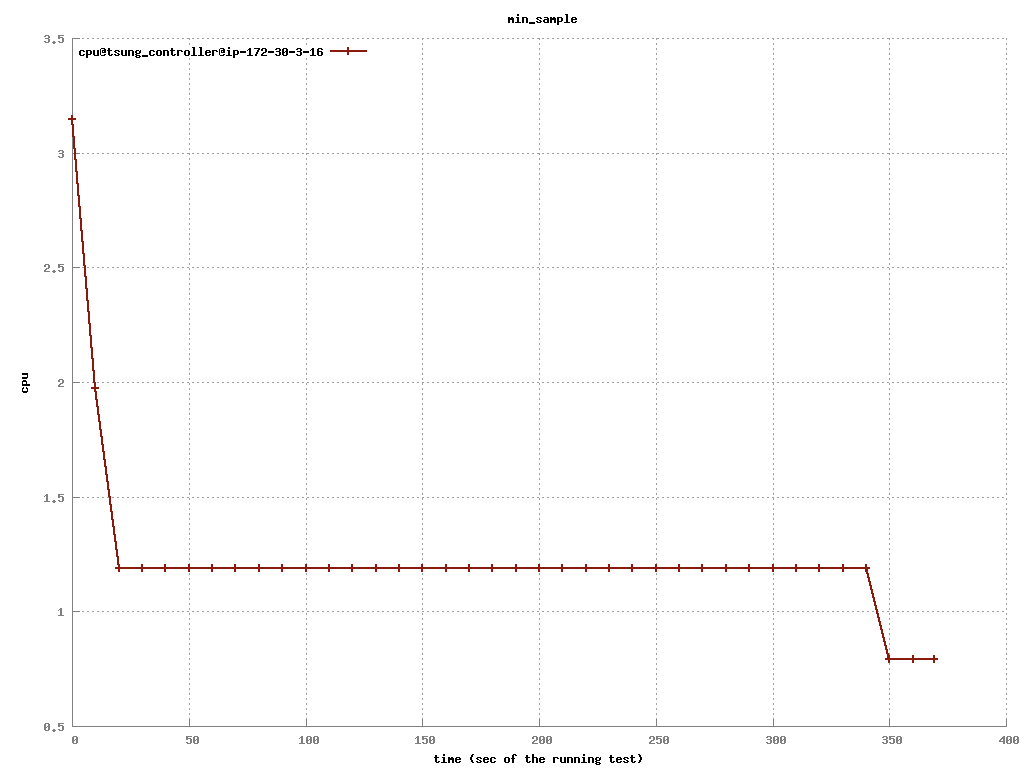 min_sample
3.5
cpu@tsung_controller@ip-172-30-3-16
3
2.5
2
cpu
1.5
1
0.5
0 50 100 150 200 250 300 350 400
time (sec of the running test)